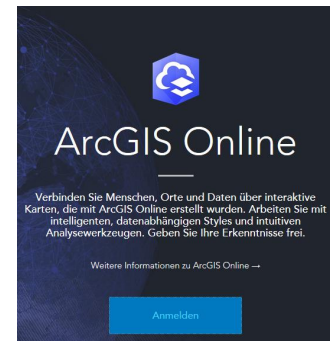 ArcGIS Online
Verbinden Sie Menschen, Orte und Daten über interaktive
Karten, die mit ArcGIS Online erstellt wurden. Arbeiten Sie mit
intelligenten, datenabhängigen Styles und intuitiven
Analysewerkzeugen. Geben Sie Ihre Erkenntnisse frei.
Weitere Informationen zu ArcGIS Online →
Anmelden